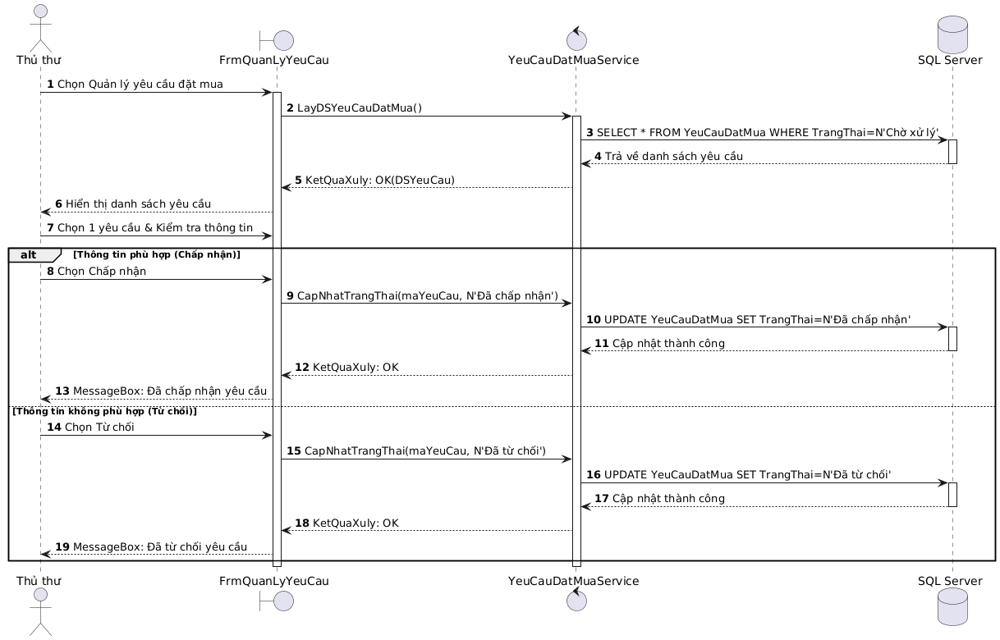 Thủ thư
FrmQuanLyYeuCau
YeuCauDatMuaService
SQL Server
1 Chọn Quản lý yêu cầu đặt mua
2 LayDSYeuCauDatMua()
3 SELECT * FROM YeuCauDatMua WHERE TrangThai=N'Chờ xử lý'
4 Trả về danh sách yêu cầu
5 KetQuaXuly: OK(DSYeuCau)
6 Hiển thị danh sách yêu cầu
7 Chọn 1 yêu cầu & Kiểm tra thông tin
alt [Thông tin phù hợp (Chấp nhận)]
8 Chọn Chấp nhận
9 CapNhatTrangThai(maYeuCau, N'Đã chấp nhận')
10 UPDATE YeuCauDatMua SET TrangThai=N'Đã chấp nhận'
11 Cập nhật thành công
12 KetQuaXuly: OK
13 MessageBox: Đã chấp nhận yêu cầu
[Thông tin không phù hợp (Từ chối)]
14 Chọn Từ chối
15 CapNhatTrangThai(maYeuCau, N'Đã từ chối')
16 UPDATE YeuCauDatMua SET TrangThai=N'Đã từ chối'
17 Cập nhật thành công
18 KetQuaXuly: OK
19 MessageBox: Đã từ chối yêu cầu
Thủ thư
FrmQuanLyYeuCau
YeuCauDatMuaService
SQL Server